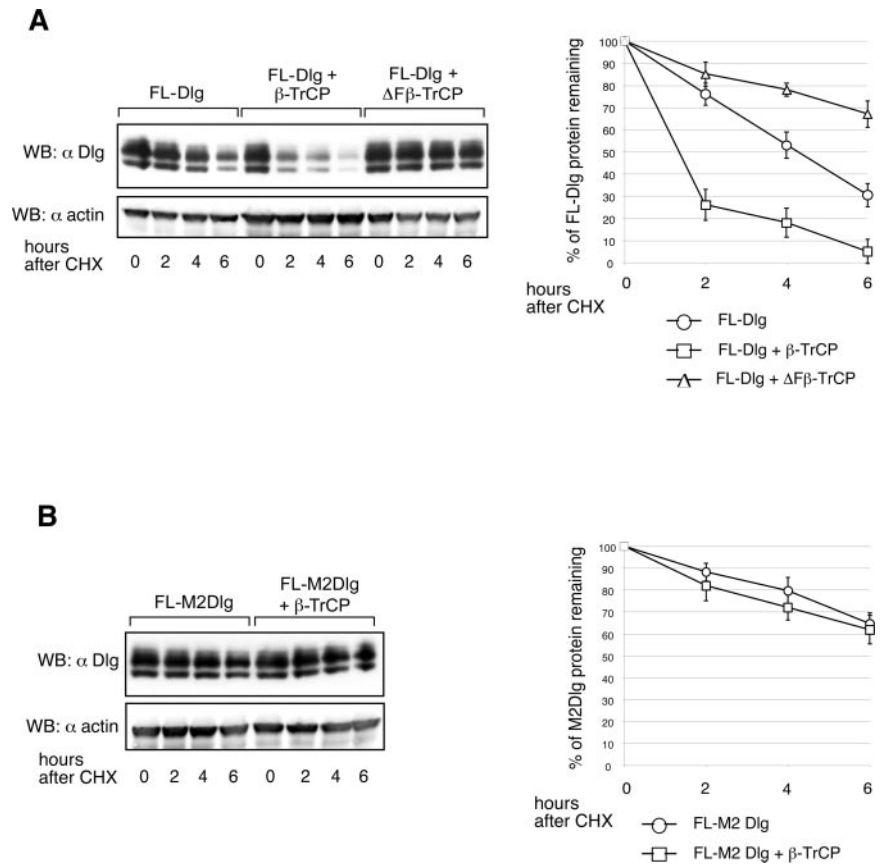 A
FL-Dlg
FL-Dlg +
β-TrCP
FL-Dlg +
ΔFβ-TrCP
WB: α Dlg
WB: α actin
hours
after CHX
0 2 4 6 0 2 4 6 0 2 4 6
% of FL-Dlg protein remaining
100
90
80
70
60
50
40
30
20
10
0
0 2 4 6
hours
after CHX
FL-Dlg
FL-Dlg + β-TrCP
FL-Dlg + ΔFβ-TrCP
B
FL-M2Dlg
FL-M2Dlg
+ β-TrCP
WB: α Dlg
WB: α actin
hours
after CHX
0 2 4 6 0 2 4 6
% of M2Dlg protein remaining
100
90
80
70
60
50
40
30
20
10
0
0 2 4 6
hours
after CHX
FL-M2 Dlg
FL-M2 Dlg + β-TrCP